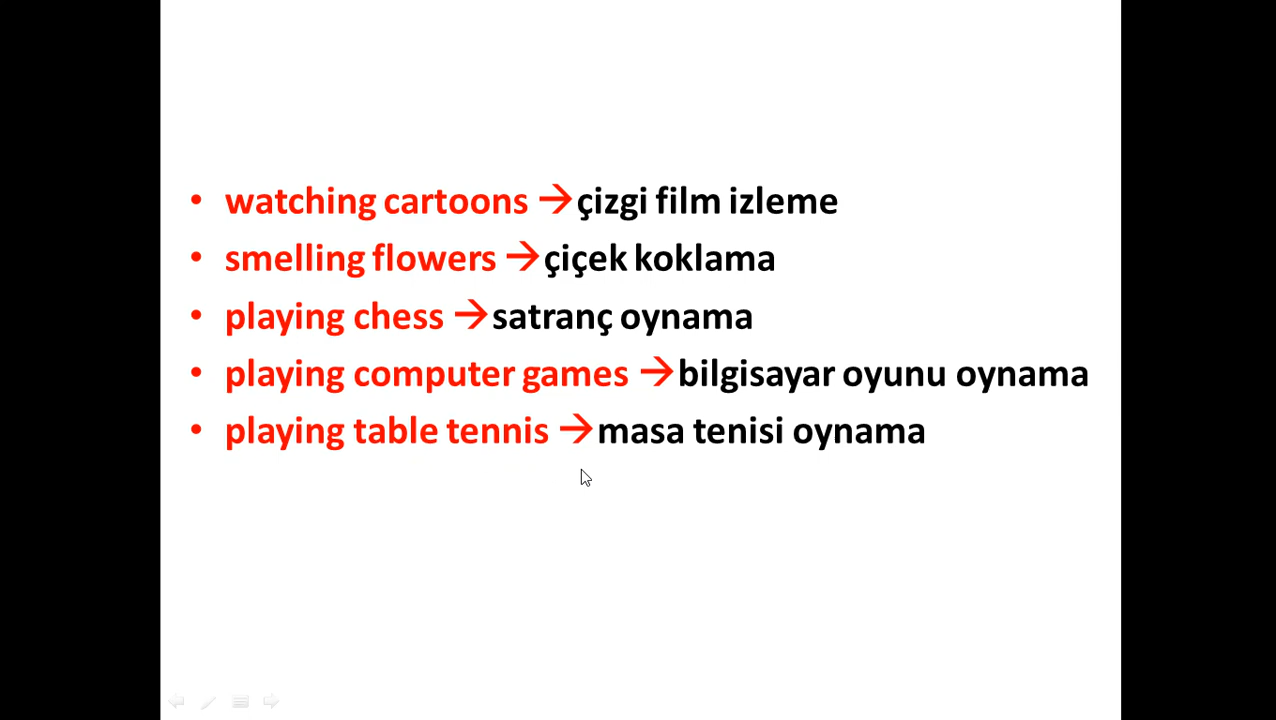 • watching cartoons →çizgi film izleme
• smelling flowers →çiçek koklama
• playing chess →satranç oynama
• playing computer games →bilgisayar oyunu oynama
• playing table tennis →masa tenisi oynama